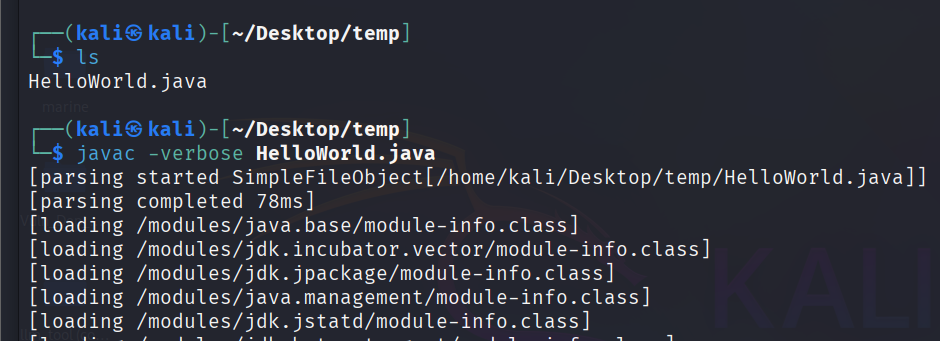 ┌──(kali㉿kali)-[~/Desktop/temp]
└─$ ls
HelloWorld.java
marine
┌──(kali㉿kali)-[~/Desktop/temp]
└─$ javac -verbose HelloWorld.java
[parsing started SimpleFileObject[/home/kali/Desktop/temp/HelloWorld.java]]
[parsing completed 78ms]
[loading /modules/java.base/module-info.class]
[loading /modules/jdk.incubator.vector/module-info.class]
[loading /modules/jdk.jpackage/module-info.class]
[loading /modules/java.management/module-info.class]
[loading /modules/jdk.jstatd/module-info.class]
KALI